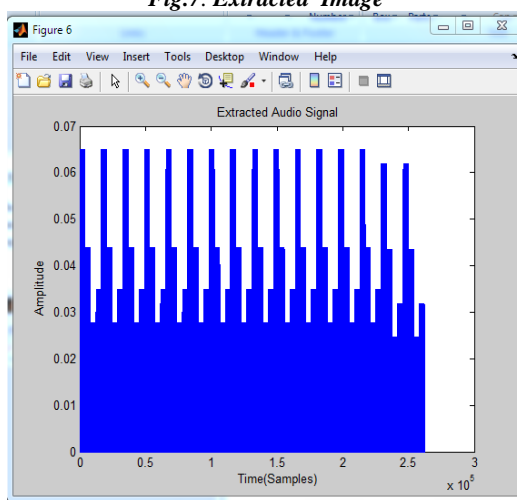 Fig.7. Extracted Image
Figure 6
File Edit View Insert Tools Desktop Window Help
Extracted Audio Signal
0.07
0.06
0.05
0.04
0.03
0.02
0.01
0
Amplitude
0 0.5 1 1.5 2 2.5 3
x 10^5
Time(Samples)